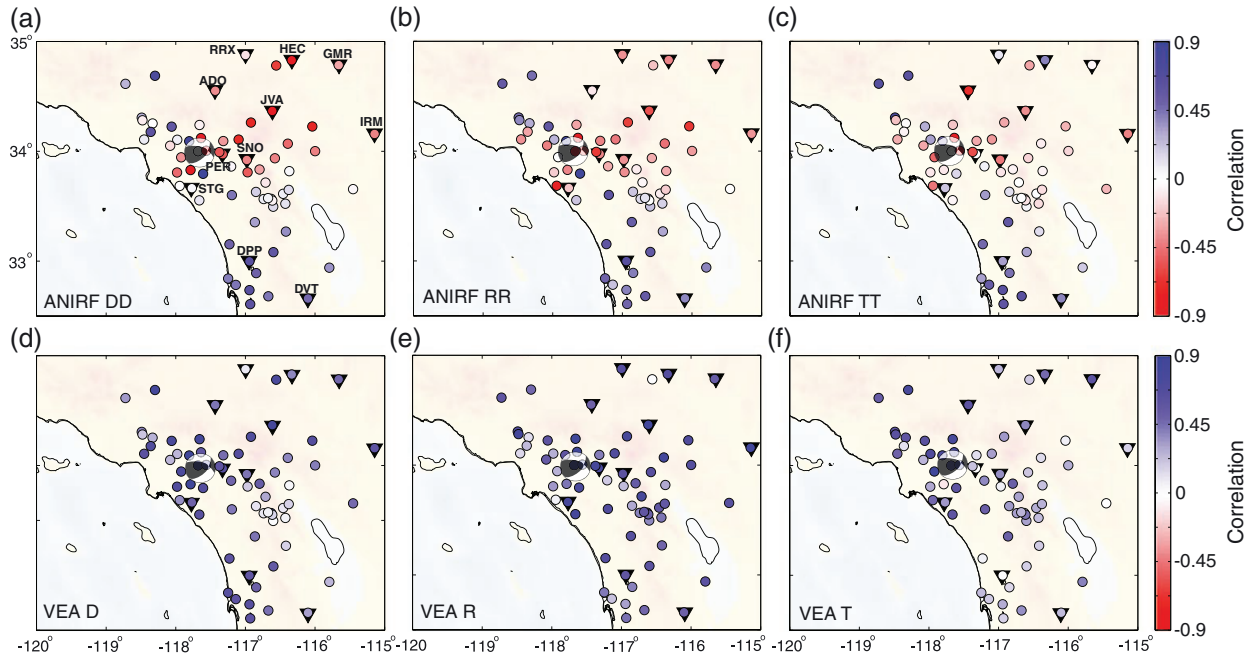 (a)
(b)
(c)
35°
34°
33°
RRX
HEC
GMR
ADO
JVA
IRM
SNO
PER
STG
DPP
DVT
ANIRF DD
ANIRF RR
ANIRF TT
0.9
0.45
0
-0.45
-0.9
Correlation
(d)
(e)
(f)
VEA D
VEA R
VEA T
0.9
0.45
0
-0.45
-0.9
Correlation
-120 -119 -118 -117 -116 -115°
-120 -119 -118 -117 -116 -115°
-120 -119 -118 -117 -116 -115°